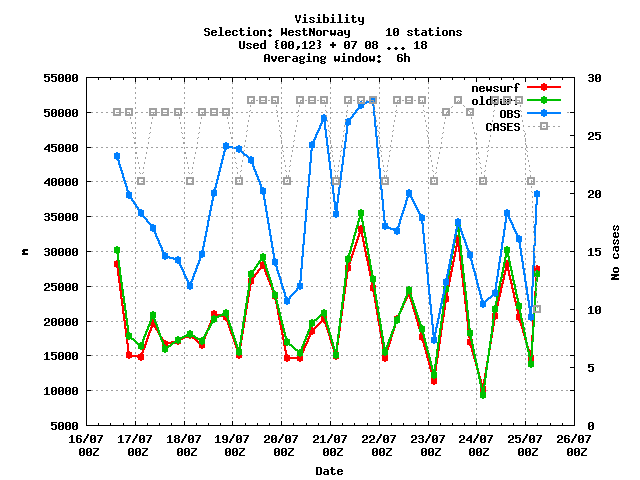 Visibility
Selection: WestNorway     10 stations
Used {00,12} + 07 08 ... 18
Averaging window:  6h
55000
50000
45000
40000
35000
30000
25000
20000
15000
10000
5000
m
30
25
20
15
10
5
0
No cases
newsurf
oldsurf
OBS
CASES
16/07 17/07 18/07 19/07 20/07 21/07 22/07 23/07 24/07 25/07 26/07
00Z 00Z 00Z 00Z 00Z 00Z 00Z 00Z 00Z 00Z 00Z
Date